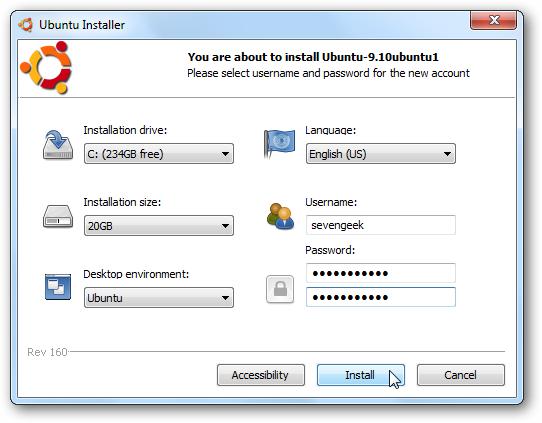 Ubuntu Installer
You are about to install Ubuntu-9.10ubuntu1
Please select username and password for the new account
Installation drive:
C: (234GB free)
Language:
English (US)
Installation size:
20GB
Username:
sevengeek
Password:
●●●●●●●●●●●
●●●●●●●●●●●
Desktop environment:
Ubuntu
Rev 160
Accessibility
Install
Cancel